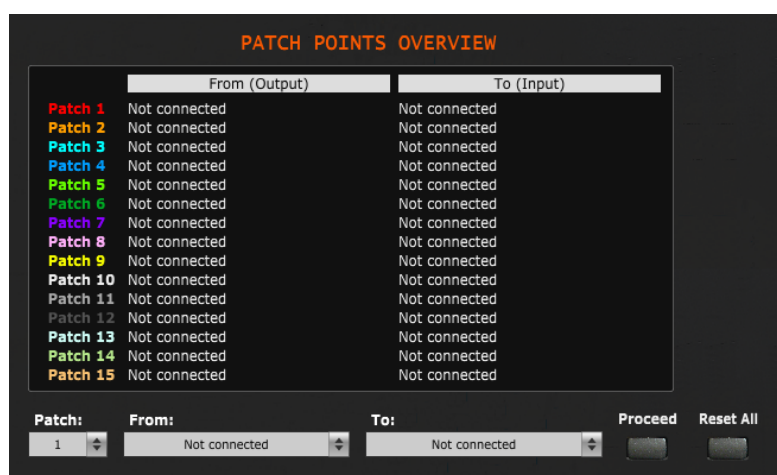 PATCH POINTS OVERVIEW
From (Output) To (Input)
Patch 1 Not connected Not connected
Patch 2 Not connected Not connected
Patch 3 Not connected Not connected
Patch 4 Not connected Not connected
Patch 5 Not connected Not connected
Patch 6 Not connected Not connected
Patch 7 Not connected Not connected
Patch 8 Not connected Not connected
Patch 9 Not connected Not connected
Patch 10 Not connected Not connected
Patch 11 Not connected Not connected
Patch 12 Not connected Not connected
Patch 13 Not connected Not connected
Patch 14 Not connected Not connected
Patch 15 Not connected Not connected
Patch: From: To: Proceed Reset All
1 Not connected Not connected